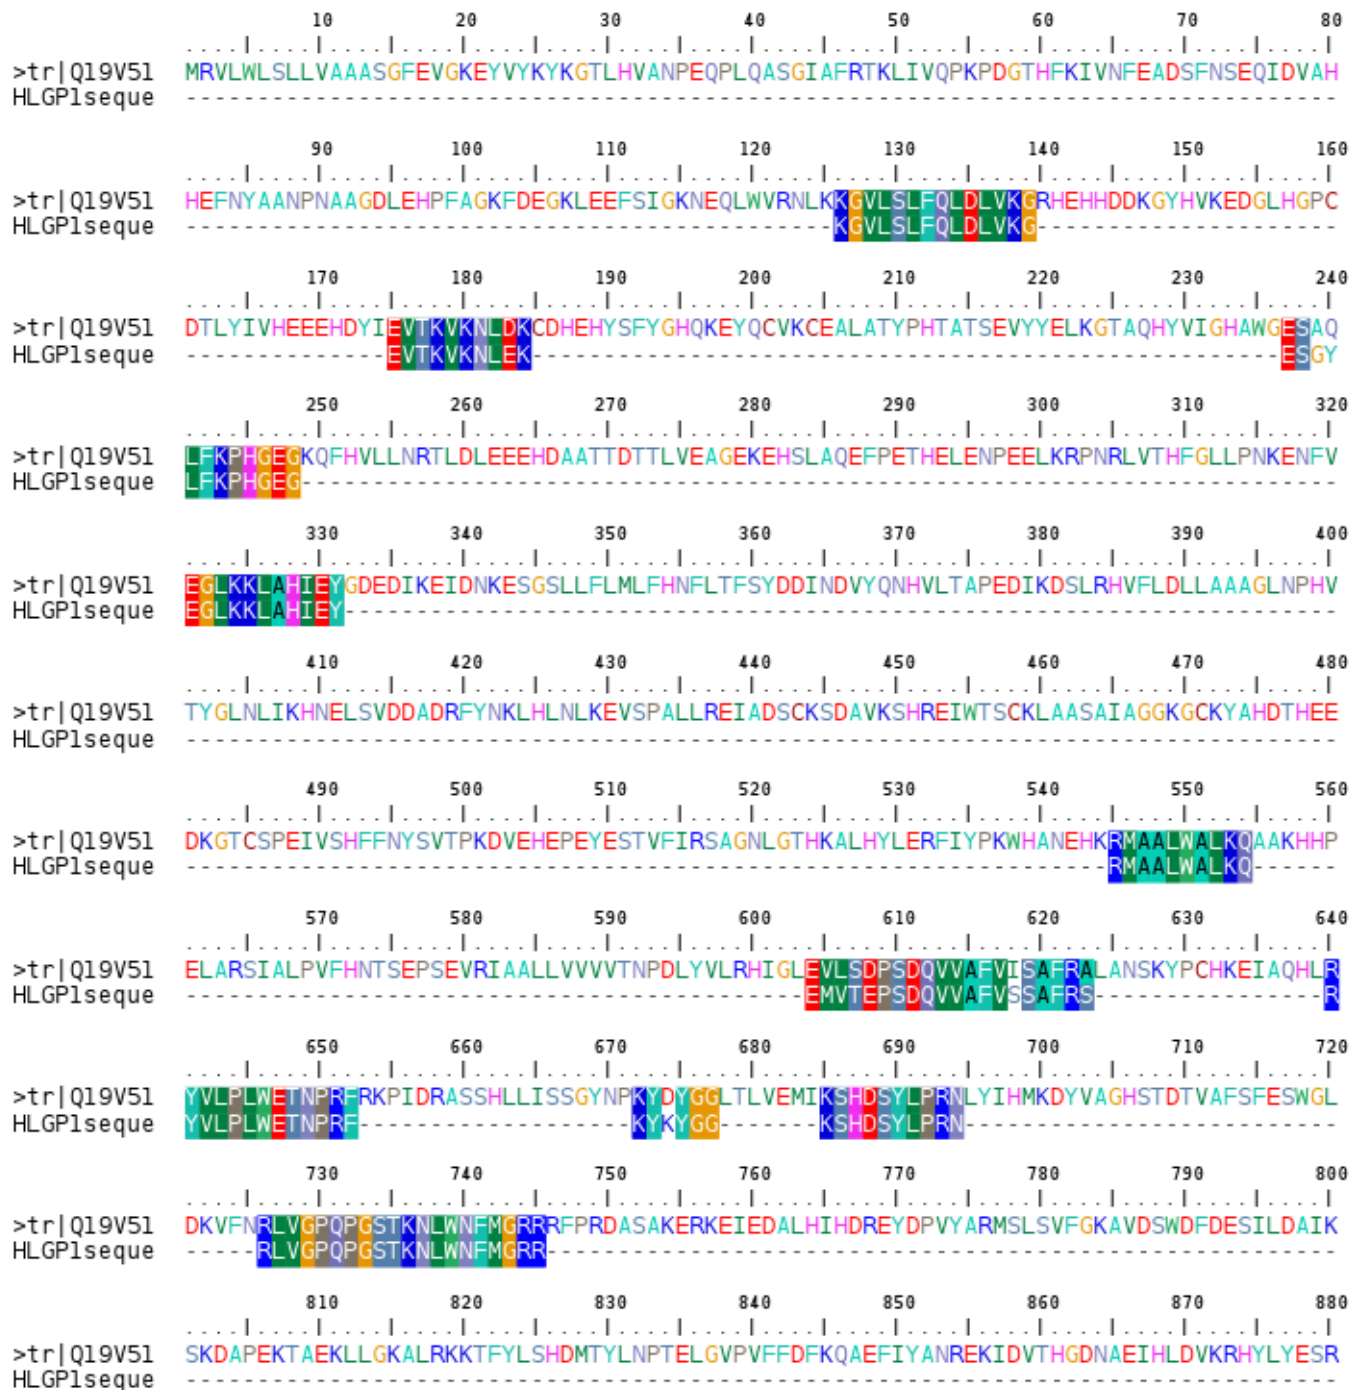 10 20 30 40 50 60 70 80
>tr|Q19V51 MRVLWLSLLVAAASGFEVGKEYVYKYKGTLHVANPEQPLQASGIAFRTKLIVQPKPDGTHFKIVNFEADSFNSEQIDVAH
HLGPlseque --------------------------------------------------------------------------------
90 100 110 120 130 140 150 160
>tr|Q19V51 HEFNYAANPNAAGDLEHPFAGKFDEGKLEEFSIGKNEQLWVRNLKKGVLSLFQLDLVKGRHEHHDDKGYHVKEDGLHGPC
HLGPlseque ---------------------------------------------KGVLSLFQLDLVKG---------------------
170 180 190 200 210 220 230 240
>tr|Q19V51 DTLYIVHEEEHDYIEVTKVKNLDKCDHEHYSFYGHQKEYQCVKCEALATYPHTATSEVYYELKGTAQHYVIGHAWGESAQ
HLGPlseque --------------EVTKVKNLEK----------------------------------------------------ESGY
250 260 270 280 290 300 310 320
>tr|Q19V51 LFKPHGEGKQFHVLLNRTLDLEEEHDAATTDTTLVEAGEKEHSLAQEFPETHELENPEELKRPNRLVTHFGLLPNKENFV
HLGPlseque LFKPHGEG------------------------------------------------------------------------
330 340 350 360 370 380 390 400
>tr|Q19V51 EGLKKLAHIEYGDEDIKEIDNKESGSLLFLMLFHNFLTFSYDDINDVYQNHVLTAPEDIKDSLRHVFLDLLAAAGLNPHV
HLGPlseque EGLKKLAHIEY---------------------------------------------------------------------
410 420 430 440 450 460 470 480
>tr|Q19V51 TYGLNLIKHNELSVDDADRFYNKLHLNLKEVSPALLREIADSCKSDAVKSHREIWTSCKLAASAIAGGKGCKYAHDTHEE
HLGPlseque --------------------------------------------------------------------------------
490 500 510 520 530 540 550 560
>tr|Q19V51 DKGTCSPEIVSHFFNYSVTPKDVEHEPEYESTVFIRSAGNLGTHKALHYLERFIYPKWHANEHKRMAALWALKQAAKHHP
HLGPlseque ----------------------------------------------------------------RMAALWALKQ------
570 580 590 600 610 620 630 640
>tr|Q19V51 ELARSIALPVFHNTSEPSEVRIAALLVVVVTNPDLYVLRHIGLEVLSDPSDQVVAFVISAFRALANSKYPCHKEIAQHLR
HLGPlseque -------------------------------------------EMVTEPSDQVVAFVSSAFRS----------------R
650 660 670 680 690 700 710 720
>tr|Q19V51 YVLPLWETNPRFRKPIDRASSHLLISSGYNPKYDYGGLTLVEMIKSHDSYLPRNLYIHMKDYVAGHSTDTVAFSFESWGL
HLGPlseque YVLPLWETNPRF-------------------KYKYGG-------KSHDSYLPRN--------------------------
730 740 750 760 770 780 790 800
>tr|Q19V51 DKVFNRLVGPQPGSTKNLWNFMGRRRFPRDASAKERKEIEDALHIHDREYDPVYARMSLSVFGKAVDSWDFDESILDAIK
HLGPlseque -----RLVGPQPGSTKNLWNFMGRR-------------------------------------------------------
810 820 830 840 850 860 870 880
>tr|Q19V51 SKDAPEKTAEKLLGKALRKKTFYLSHDMTYLNPTELGVPVFFDFKQAEFIYANREKIDVTHGDNAEIHLDVKRHYLYESR
HLGPlseque --------------------------------------------------------------------------------